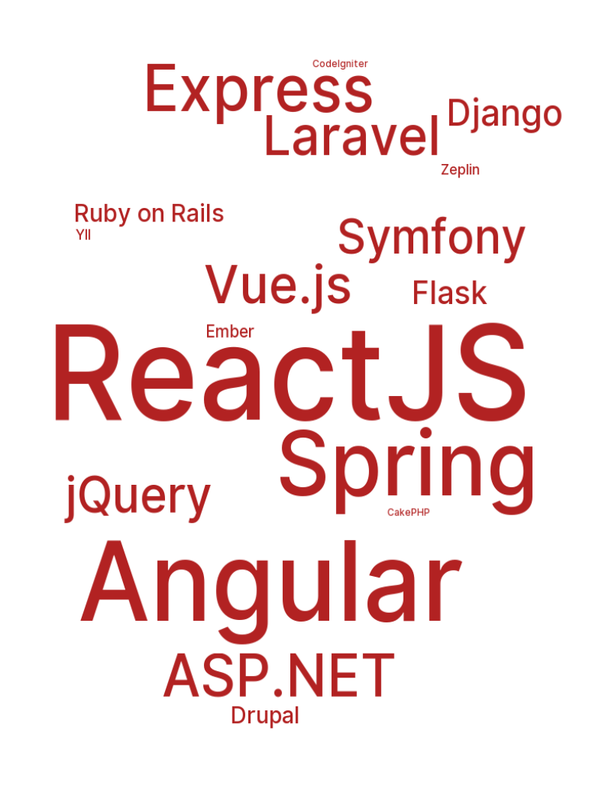 CodeIgniter
Express
Django
Laravel
Zeplin
Ruby on Rails
YII
Symfony
Vue.js
Flask
Ember
ReactJS
Spring
jQuery
CakePHP
Angular
ASP.NET
Drupal